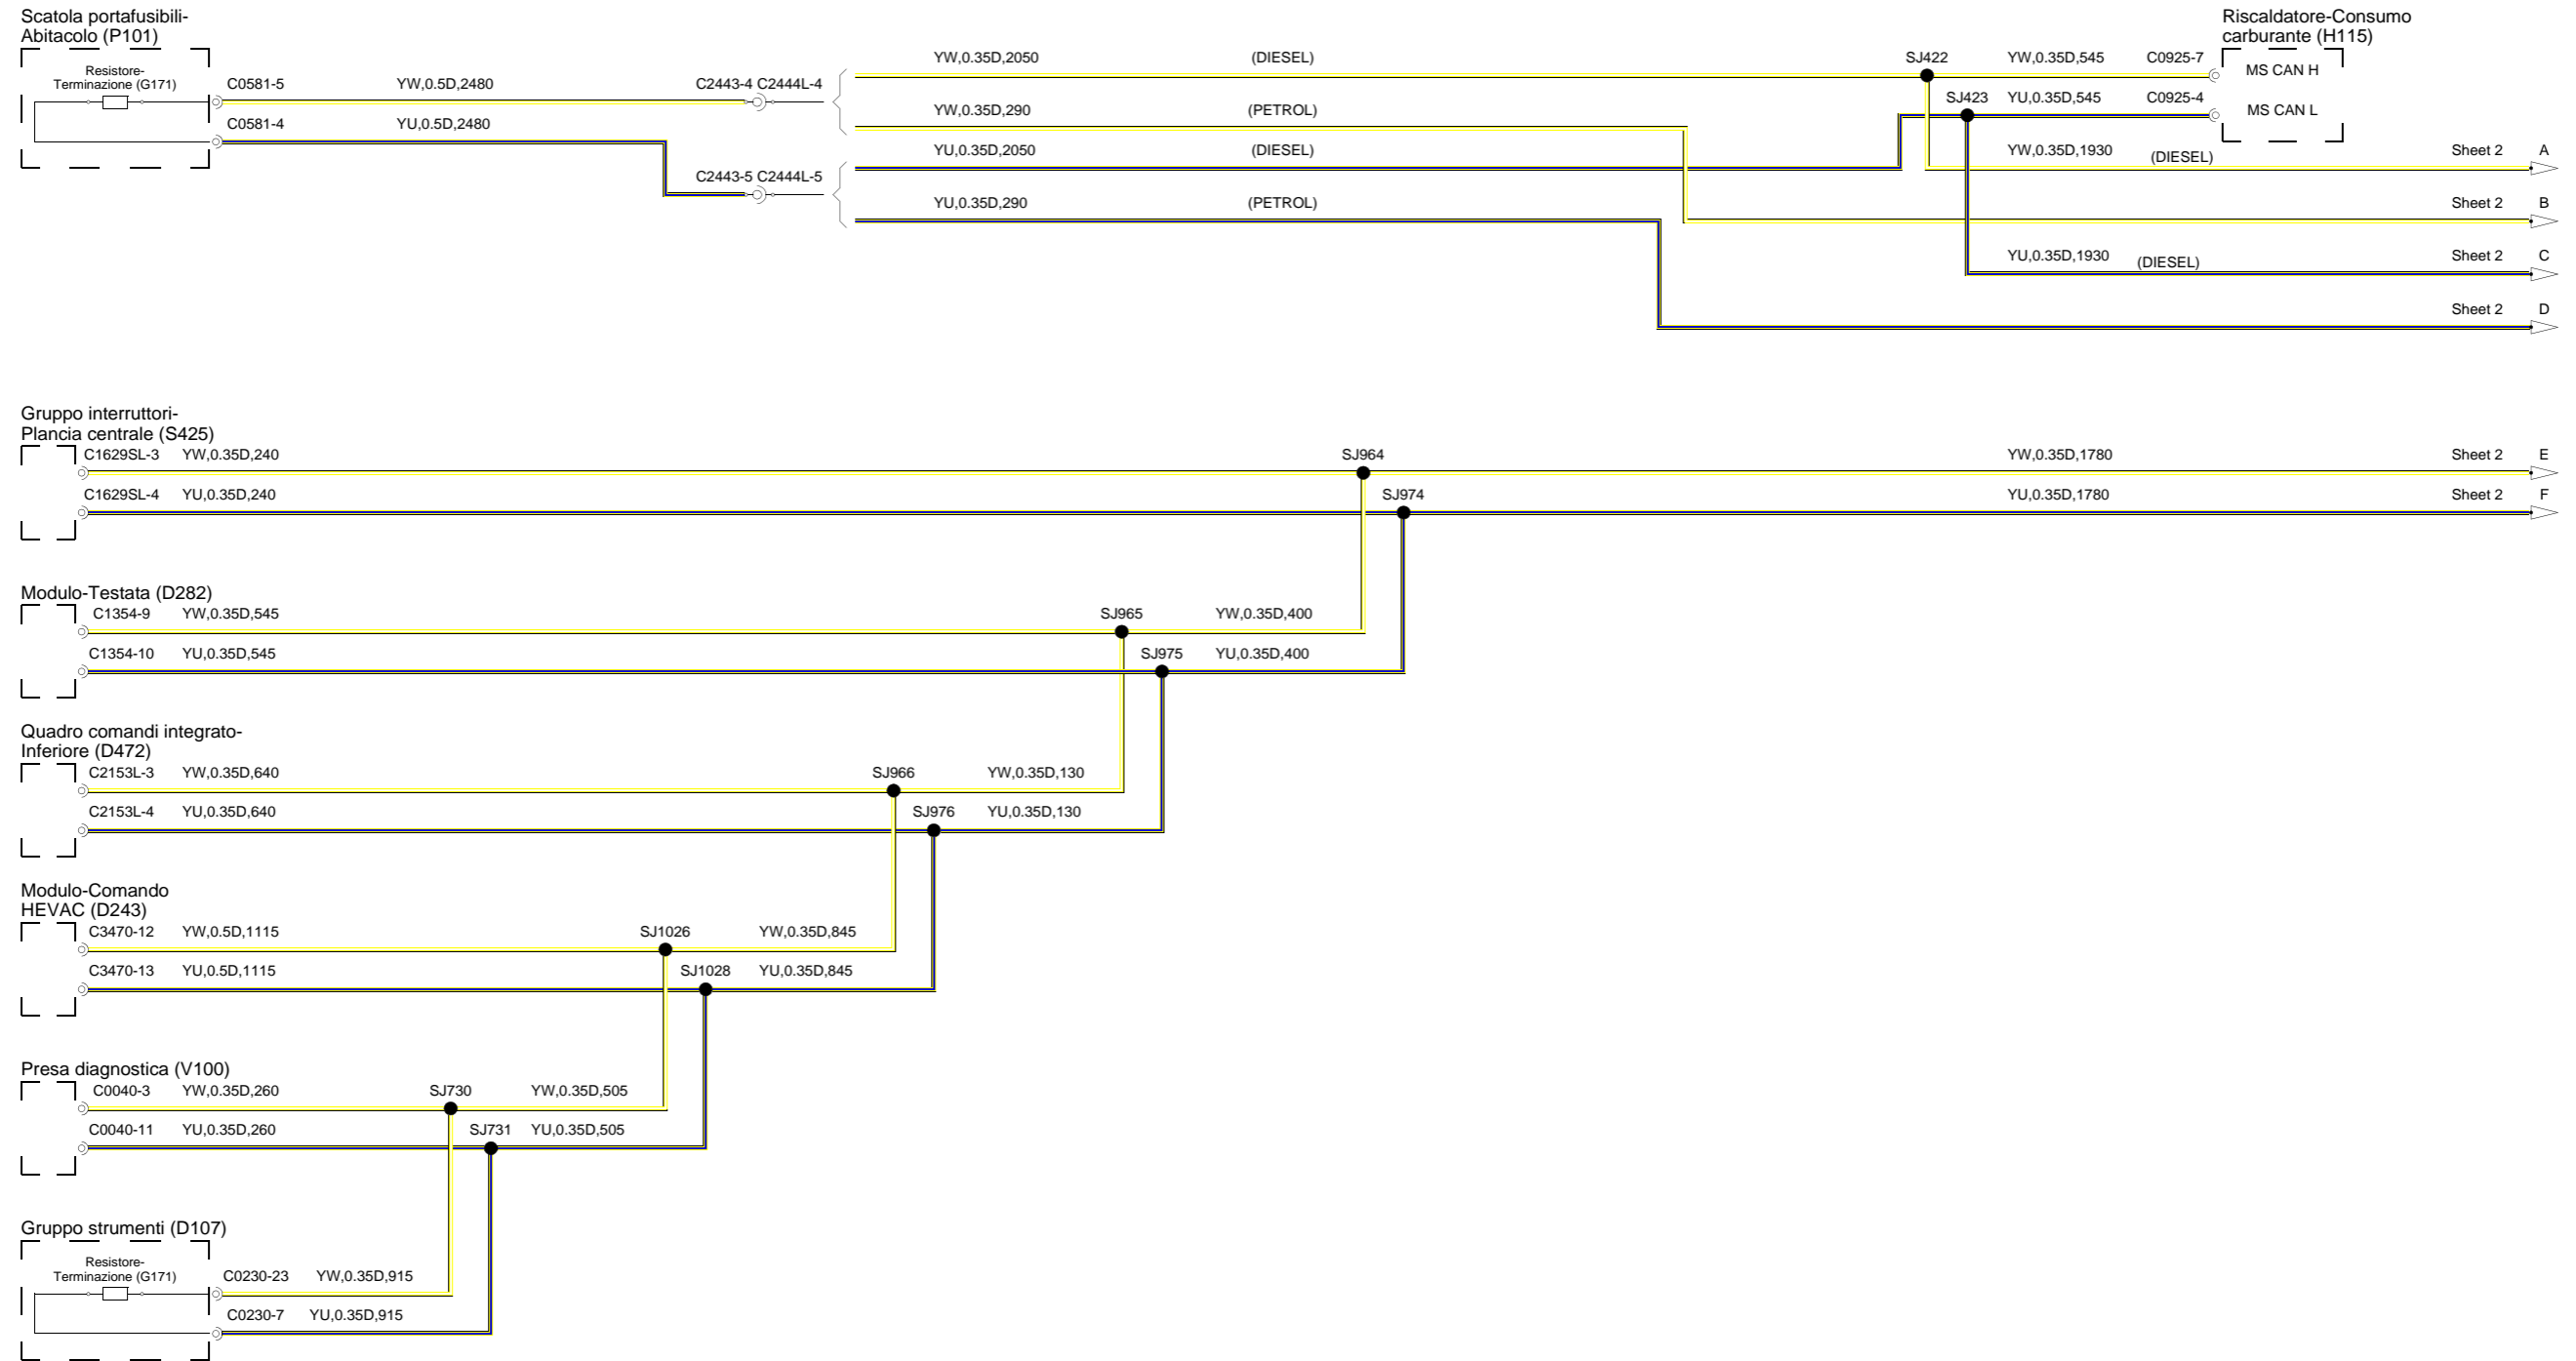 Scatola portafusibili-
Abitacolo (P101)
Resistore-
Terminazione (G171)
C0581-5 YW,0.5D,2480 C2443-4 C2444L-4
C0581-4 YU,0.5D,2480
C2443-5 C2444L-5
YW,0.35D,2050 (DIESEL)
YW,0.35D,290 (PETROL)
YU,0.35D,2050 (DIESEL)
YU,0.35D,290 (PETROL)
Riscaldatore-Consumo
carburante (H115)
SJ422 YW,0.35D,545 C0925-7 MS CAN H
SJ423 YU,0.35D,545 C0925-4 MS CAN L
YW,0.35D,1930 (DIESEL) Sheet 2 A
Sheet 2 B
YU,0.35D,1930 (DIESEL) Sheet 2 C
Sheet 2 D
Gruppo interruttori-
Plancia centrale (S425)
C1629SL-3 YW,0.35D,240 SJ964 YW,0.35D,1780 Sheet 2 E
C1629SL-4 YU,0.35D,240 SJ974 YU,0.35D,1780 Sheet 2 F
Modulo-Testata (D282)
C1354-9 YW,0.35D,545 SJ965 YW,0.35D,400
C1354-10 YU,0.35D,545 SJ975 YU,0.35D,400
Quadro comandi integrato-
Inferiore (D472)
C2153L-3 YW,0.35D,640 SJ966 YW,0.35D,130
C2153L-4 YU,0.35D,640 SJ976 YU,0.35D,130
Modulo-Comando
HEVAC (D243)
C3470-12 YW,0.5D,1115 SJ1026 YW,0.35D,845
C3470-13 YU,0.5D,1115 SJ1028 YU,0.35D,845
Presa diagnostica (V100)
C0040-3 YW,0.35D,260 SJ730 YW,0.35D,505
C0040-11 YU,0.35D,260 SJ731 YU,0.35D,505
Gruppo strumenti (D107)
Resistore-
Terminazione (G171)
C0230-23 YW,0.35D,915
C0230-7 YU,0.35D,915